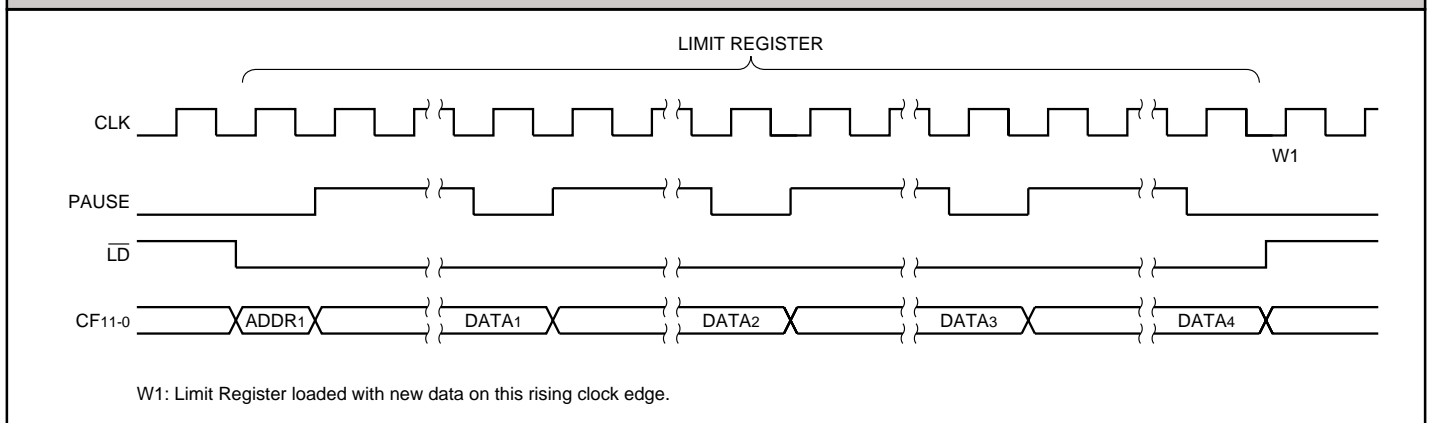 LIMIT REGISTER
CLK
W1
PAUSE
LD
CF11-0
ADDR1
DATA1
DATA2
DATA3
DATA4
W1: Limit Register loaded with new data on this rising clock edge.